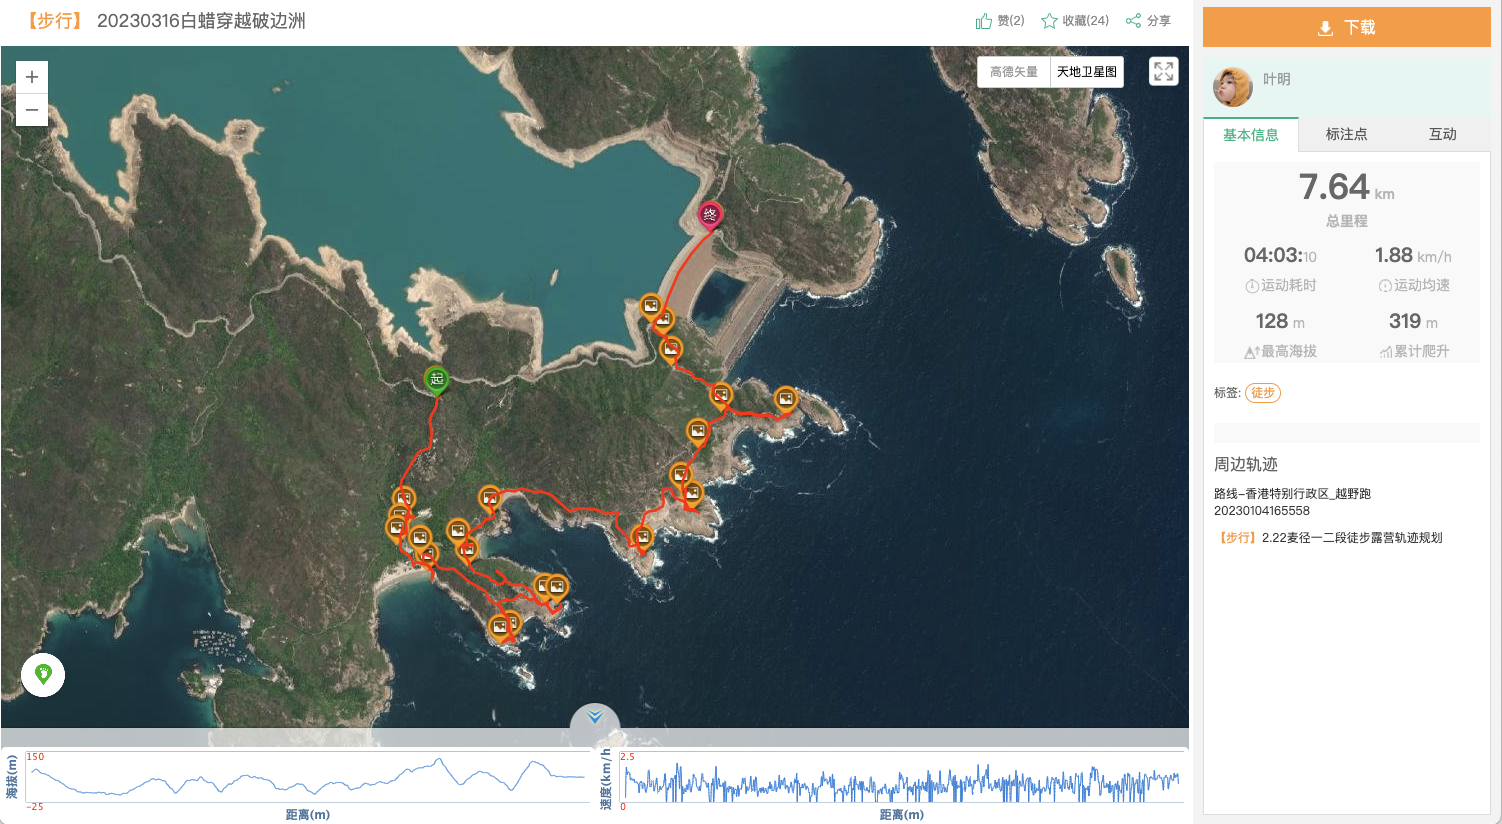 【步行】 20230316白蜡穿越破边洲
赞(2) 收藏(24) 分享
下载
高德矢量 天地卫星图
+
−
叶明
基本信息 标注点 互动
7.64 km
总里程
04:03:10 1.88 km/h
运动耗时 运动均速
128 m 319 m
最高海拔 累计爬升
标签: 徒步
周边轨迹
路线-香港特别行政区_越野跑
20230104165558
【步行】2.22麦径一二段徒步露营轨迹规划
终
起
海拔(m)
150
-25
距离(m)
速度(km/h
2.5
0
距离(m)